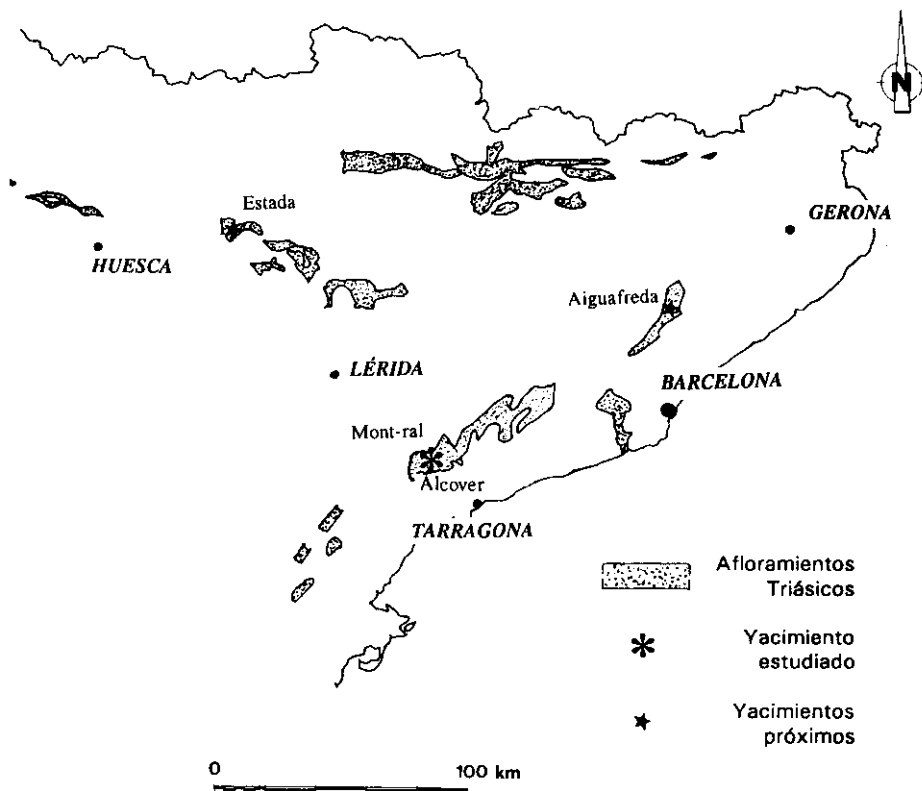 N
Estada
GERONA
HUESCA
Aiguafreda
LÉRIDA
BARCELONA
Mont-ral
Alcover
TARRAGONA
Afloramientos
Triásicos
Yacimiento
estudiado
Yacimientos
próximos
0 100 km